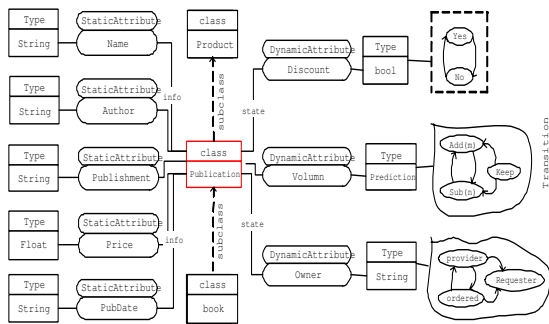 Type
String
StaticAttribute
Name
class
Product
DynamicAttribute
Discount
Type
bool
Yes
No
Type
String
StaticAttribute
Author
info
subclass
state
class
Publication
Type
String
StaticAttribute
Publishment
DynamicAttribute
Volumn
Type
Prediction
Add(m)
Keep
Sub(n)
Transition
Type
Float
StaticAttribute
Price
info
subclass
state
Type
String
StaticAttribute
PubDate
class
book
DynamicAttribute
Owner
Type
String
provider
Requester
ordered